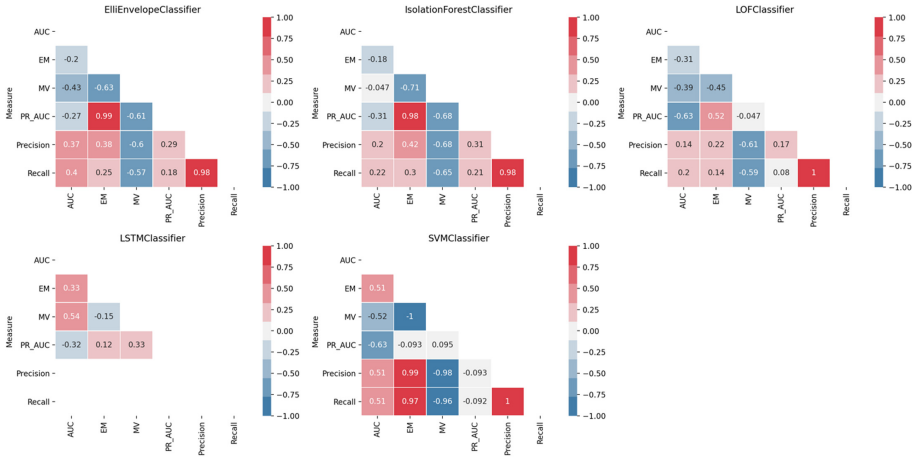 ElliEnvelopeClassifier
Measure
AUC
EM -0.2
MV -0.43 -0.63
PR_AUC -0.27 0.99 -0.61
Precision 0.37 0.38 -0.6 0.29
Recall 0.4 0.25 -0.57 0.18 0.98
AUC EM MV PR_AUC Precision Recall
1.00
0.75
0.50
0.25
0.00
−0.25
−0.50
−0.75
−1.00
IsolationForestClassifier
Measure
AUC
EM -0.18
MV -0.047 -0.71
PR_AUC -0.31 0.98 -0.68
Precision 0.2 0.42 -0.68 0.31
Recall 0.22 0.3 -0.65 0.21 0.98
AUC EM MV PR_AUC Precision Recall
1.00
0.75
0.50
0.25
0.00
−0.25
−0.50
−0.75
−1.00
LOFClassifier
Measure
AUC
EM -0.31
MV -0.39 -0.45
PR_AUC -0.63 0.52 -0.047
Precision 0.14 0.22 -0.61 0.17
Recall 0.2 0.14 -0.59 0.08 1
AUC EM MV PR_AUC Precision Recall
1.00
0.75
0.50
0.25
0.00
−0.25
−0.50
−0.75
−1.00
LSTMClassifier
Measure
AUC
EM 0.33
MV 0.54 -0.15
PR_AUC -0.32 0.12 0.33
Precision
Recall
AUC EM MV PR_AUC Precision Recall
1.00
0.75
0.50
0.25
0.00
−0.25
−0.50
−0.75
−1.00
SVMClassifier
Measure
AUC
EM 0.51
MV -0.52 -1
PR_AUC -0.63 -0.093 0.095
Precision 0.51 0.99 -0.98 -0.093
Recall 0.51 0.97 -0.96 -0.092 1
AUC EM MV PR_AUC Precision Recall
1.00
0.75
0.50
0.25
0.00
−0.25
−0.50
−0.75
−1.00